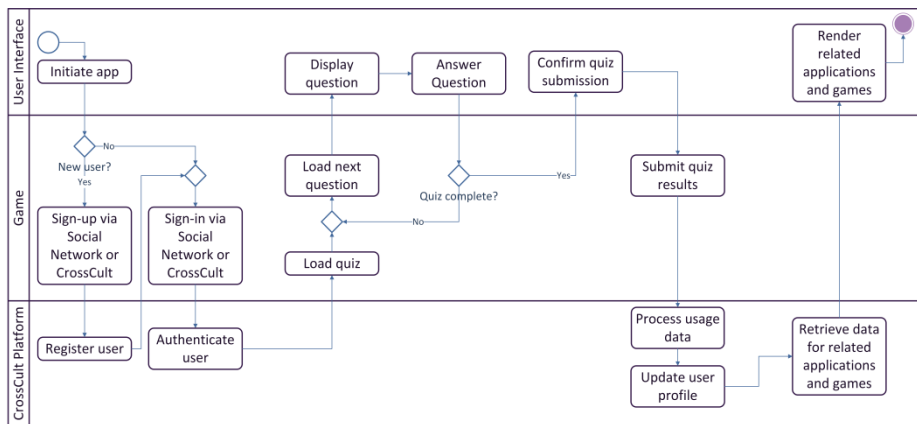 User Interface
Initiate app
Display
question
Answer
Question
Confirm quiz
submission
Render
related
applications
and games
Game
New user?
No
Yes
Sign-up via
Social
Network or
CrossCult
Sign-in via
Social
Network or
CrossCult
Load next
question
No
Load quiz
Quiz complete?
Yes
Submit quiz
results
CrossCult Platform
Register user
Authenticate
user
Process usage
data
Update user
profile
Retrieve data
for related
applications
and games